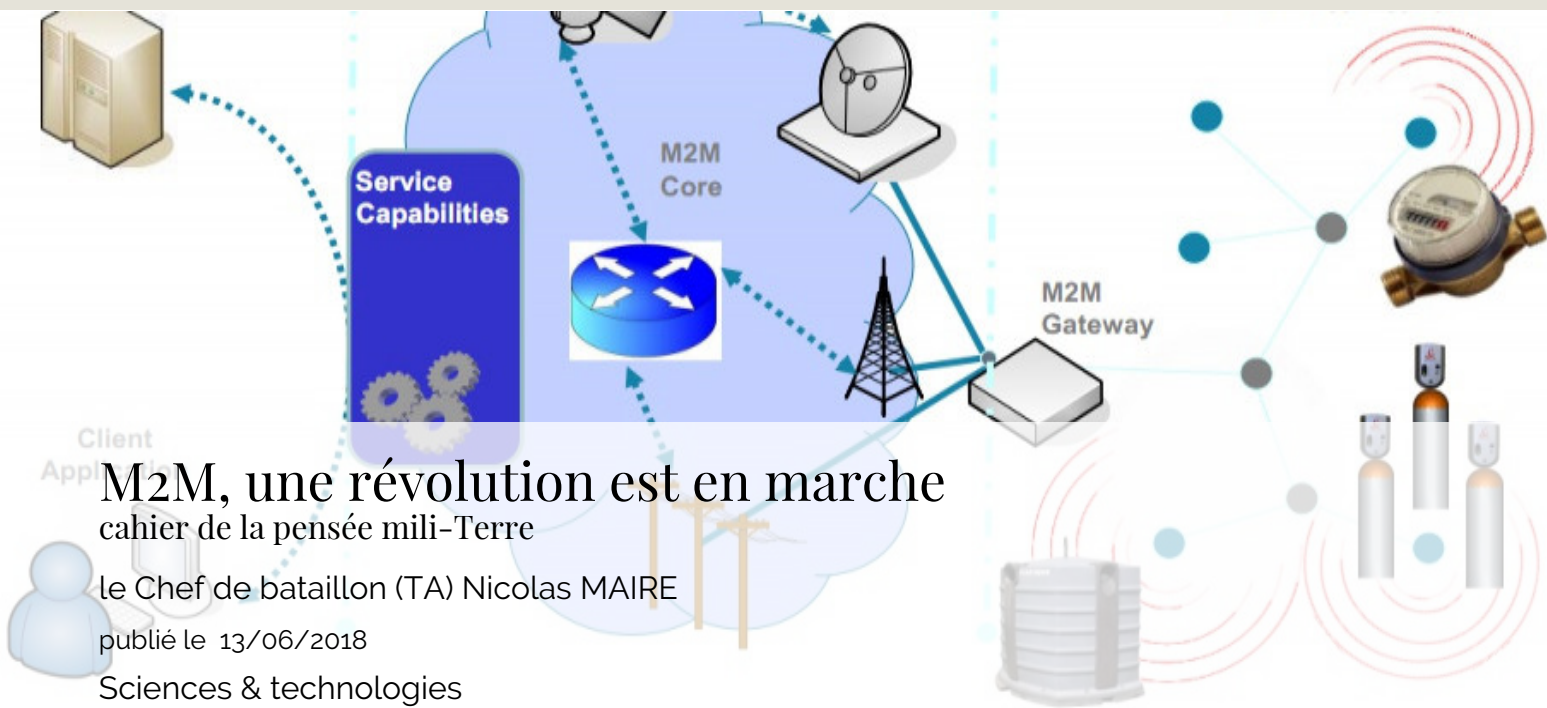 M2M
Core
Service
Capabilities
M2M
Gateway
Client
Application
M2M, une révolution est en marche
cahier de la pensée mili-Terre
le Chef de bataillon (TA) Nicolas MAIRE
publié le 13/06/2018
Sciences & technologies